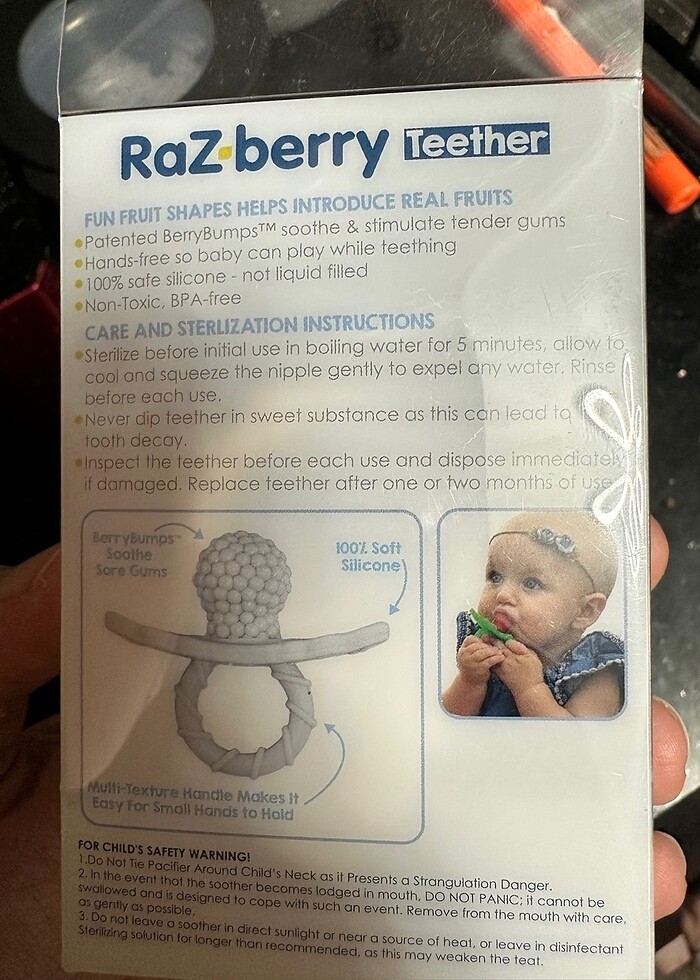 RaZ·berry Teether
FUN FRUIT SHAPES HELPS INTRODUCE REAL FRUITS
•Patented BerryBumps™ soothe & stimulate tender gums
•Hands-free so baby can play while teething
•100% safe silicone - not liquid filled
•Non-Toxic, BPA-free
CARE AND STERLIZATION INSTRUCTIONS
•Sterilize before initial use in boiling water for 5 minutes, allow to
cool and squeeze the nipple gently to expel any water. Rinse
before each use.
•Never dip teether in sweet substance as this can lead to
tooth decay.
•Inspect the teether before each use and dispose immediately
if damaged. Replace teether after one or two months of use.
BerryBumps™
Soothe
Sore Gums
100% Soft
Silicone
Multi-Texture Handle Makes It
Easy For Small Hands to Hold
FOR CHILD'S SAFETY WARNING!
1.Do Not Tie Pacifier Around Child's Neck as it Presents a Strangulation Danger.
2. In the event that the soother becomes lodged in mouth, DO NOT PANIC; it cannot be
swallowed and is designed to cope with such an event. Remove from the mouth with care,
as gently as possible.
3. Do not leave a soother in direct sunlight or near a source of heat, or leave in disinfectant
Sterilizing solution for longer than recommended, as this may weaken the teat.